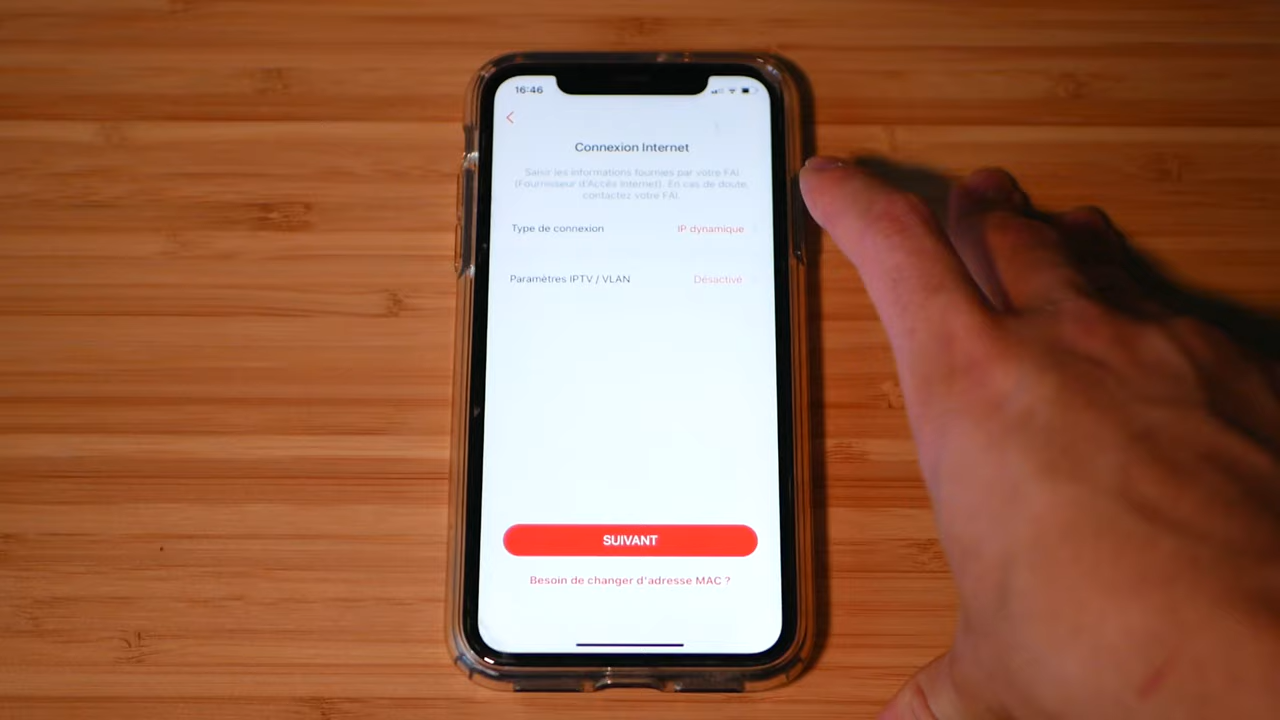 16:46
Connexion Internet
Saisir les informations fournies par votre FAI
(Fournisseur d'Accès Internet). En cas de doute,
contactez votre FAI.
Type de connexion IP dynamique
Paramètres IPTV / VLAN Désactivé
SUIVANT
Besoin de changer d'adresse MAC ?